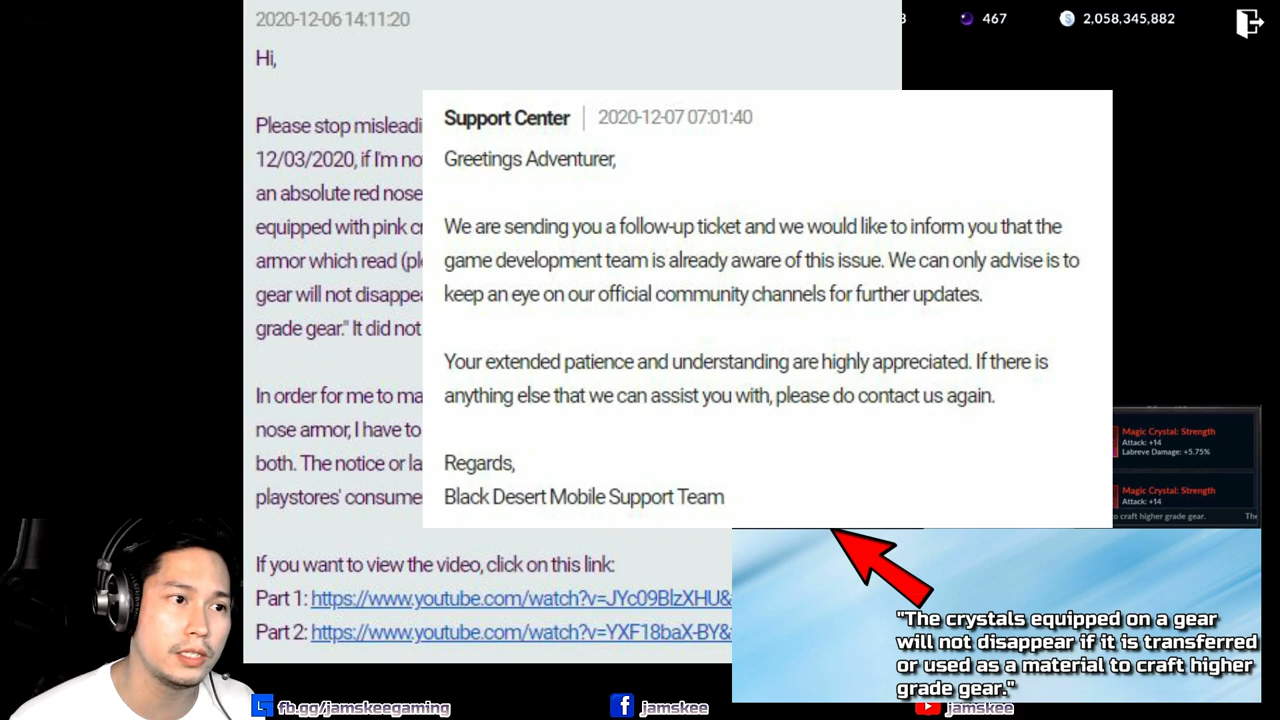 2020-12-06 14:11:20
467
2,058,345,882
Hi,
Please stop
12/03/2020, if I'm
an absolute red nose
equipped with pink
armor which read
gear will not
grade gear." It did not
In order for me to
nose armor, I have to
both. The notice or
playstores'
If you want to view the video, click on this link:
Part 1: https://www.youtube.com/watch?v=JYc09BlzXHU&
Part 2: https://www.youtube.com/watch?v=YXF18baX-BY&
Support Center 2020-12-07 07:01:40
Greetings Adventurer,
We are sending you a follow-up ticket and we would like to inform you that the
game development team is already aware of this issue. We can only advise is to
keep an eye on our official community channels for further updates.
Your extended patience and understanding are highly appreciated. If there is
anything else that we can assist you with, please do contact us again.
Regards,
Black Desert Mobile Support Team
Magic Crystal: Strength
Attack: +14
Labreve Damage: +5.75%
Magic Crystal: Strength
Attack: +14
to craft higher grade gear.
"The crystals equipped on a gear
will not disappear if it is transferred
or used as a material to craft higher
grade gear."
fb.gg/jamskeegaming
jamskee
jamskee